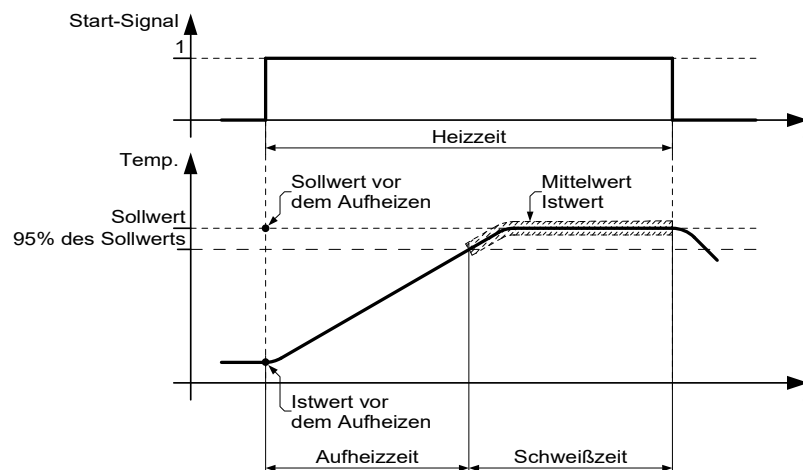 Start-Signal
1
Heizzeit
Temp.
Sollwert vor
dem Aufheizen
Mittelwert
Istwert
Sollwert
95% des Sollwerts
Istwert vor
dem Aufheizen
Aufheizzeit
Schweißzeit